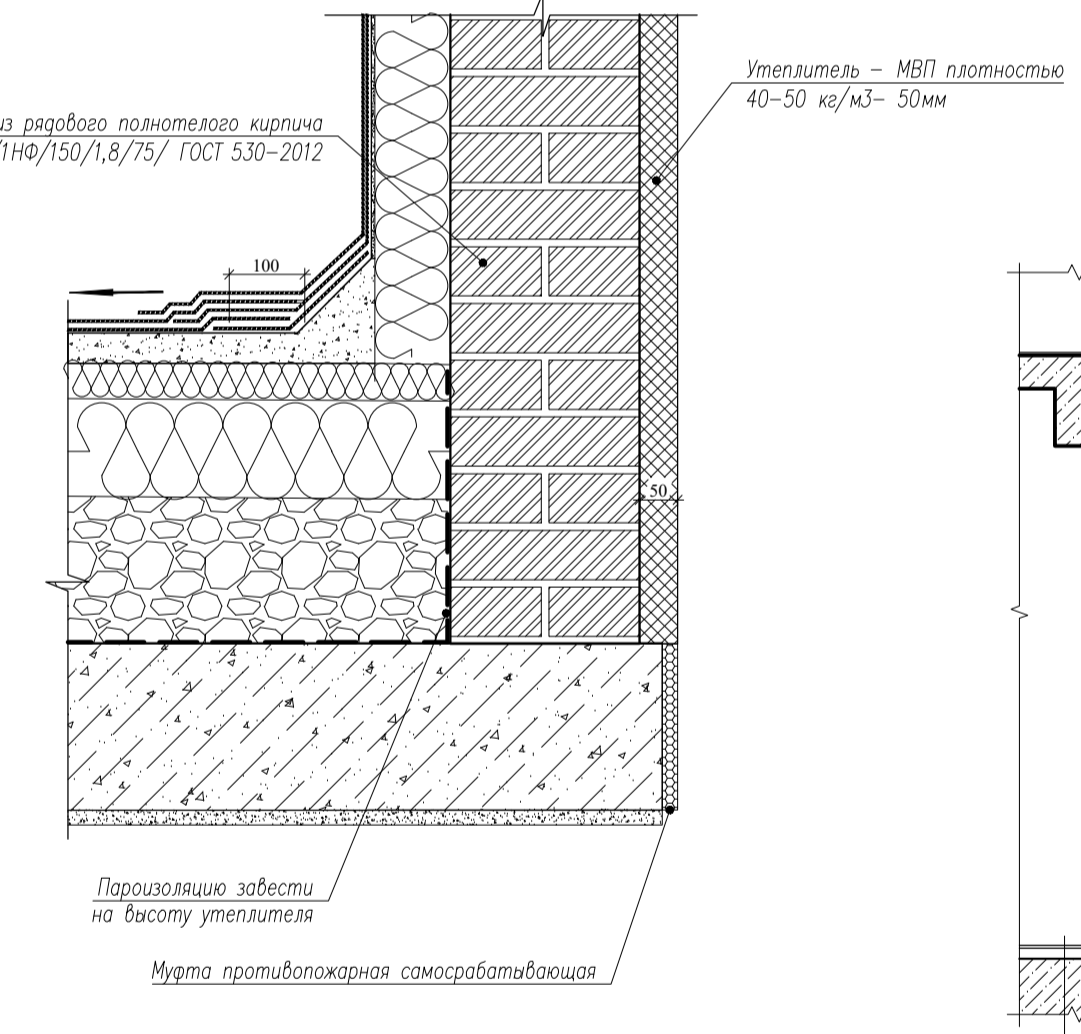 Утеплитель – МВП плотностью
40-50 кг/м3- 50мм
из рядового полнотелого кирпича
/1НФ/150/1,8/75/ ГОСТ 530-2012
100
50
Пароизоляцию завести
на высоту утеплителя
Муфта противопожарная самосрабатывающая